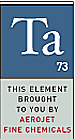 Ta
73
THIS ELEMENT
BROUGHT
TO YOU BY
AEROJET
FINE CHEMICALS